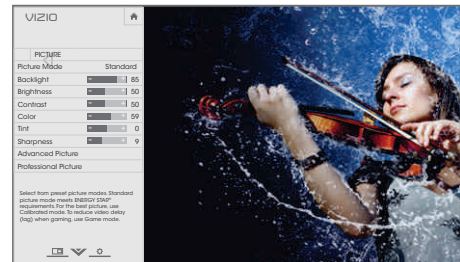 VIZIO
PICTURE
Picture Mode Standard
Backlight 85
Brightness 50
Contrast 50
Color 59
Tint 0
Sharpness 9
Advanced Picture
Professional Picture
Select from preset picture modes. Standard
picture mode meets ENERGY STAR®
requirements. For the best picture, use
Calibrated mode. To reduce video delay
(lag) when gaming, use Game mode.